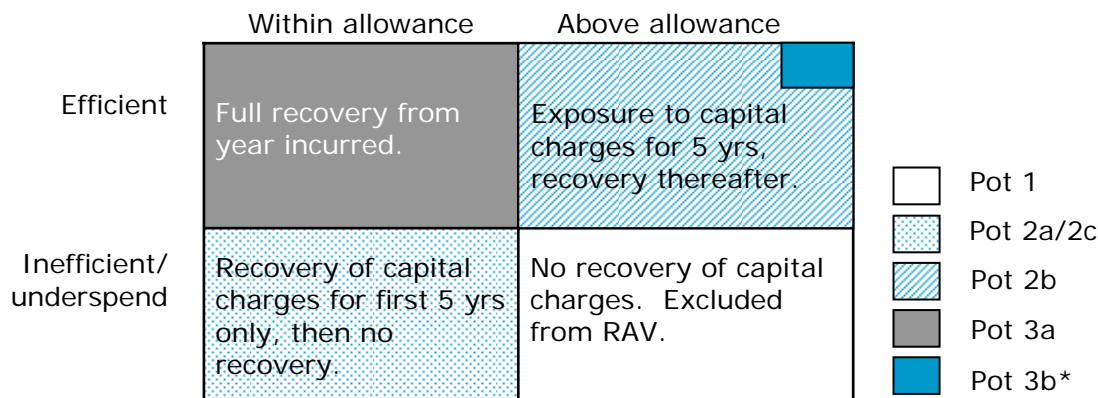 Within allowance
Above allowance
Efficient
Full recovery from
year incurred.
Exposure to capital
charges for 5 yrs,
recovery thereafter.
Inefficient/
underspend
Recovery of capital
charges for first 5 yrs
only, then no
recovery.
No recovery of capital
charges. Excluded
from RAV.
Pot 1
Pot 2a/2c
Pot 2b
Pot 3a
Pot 3b*